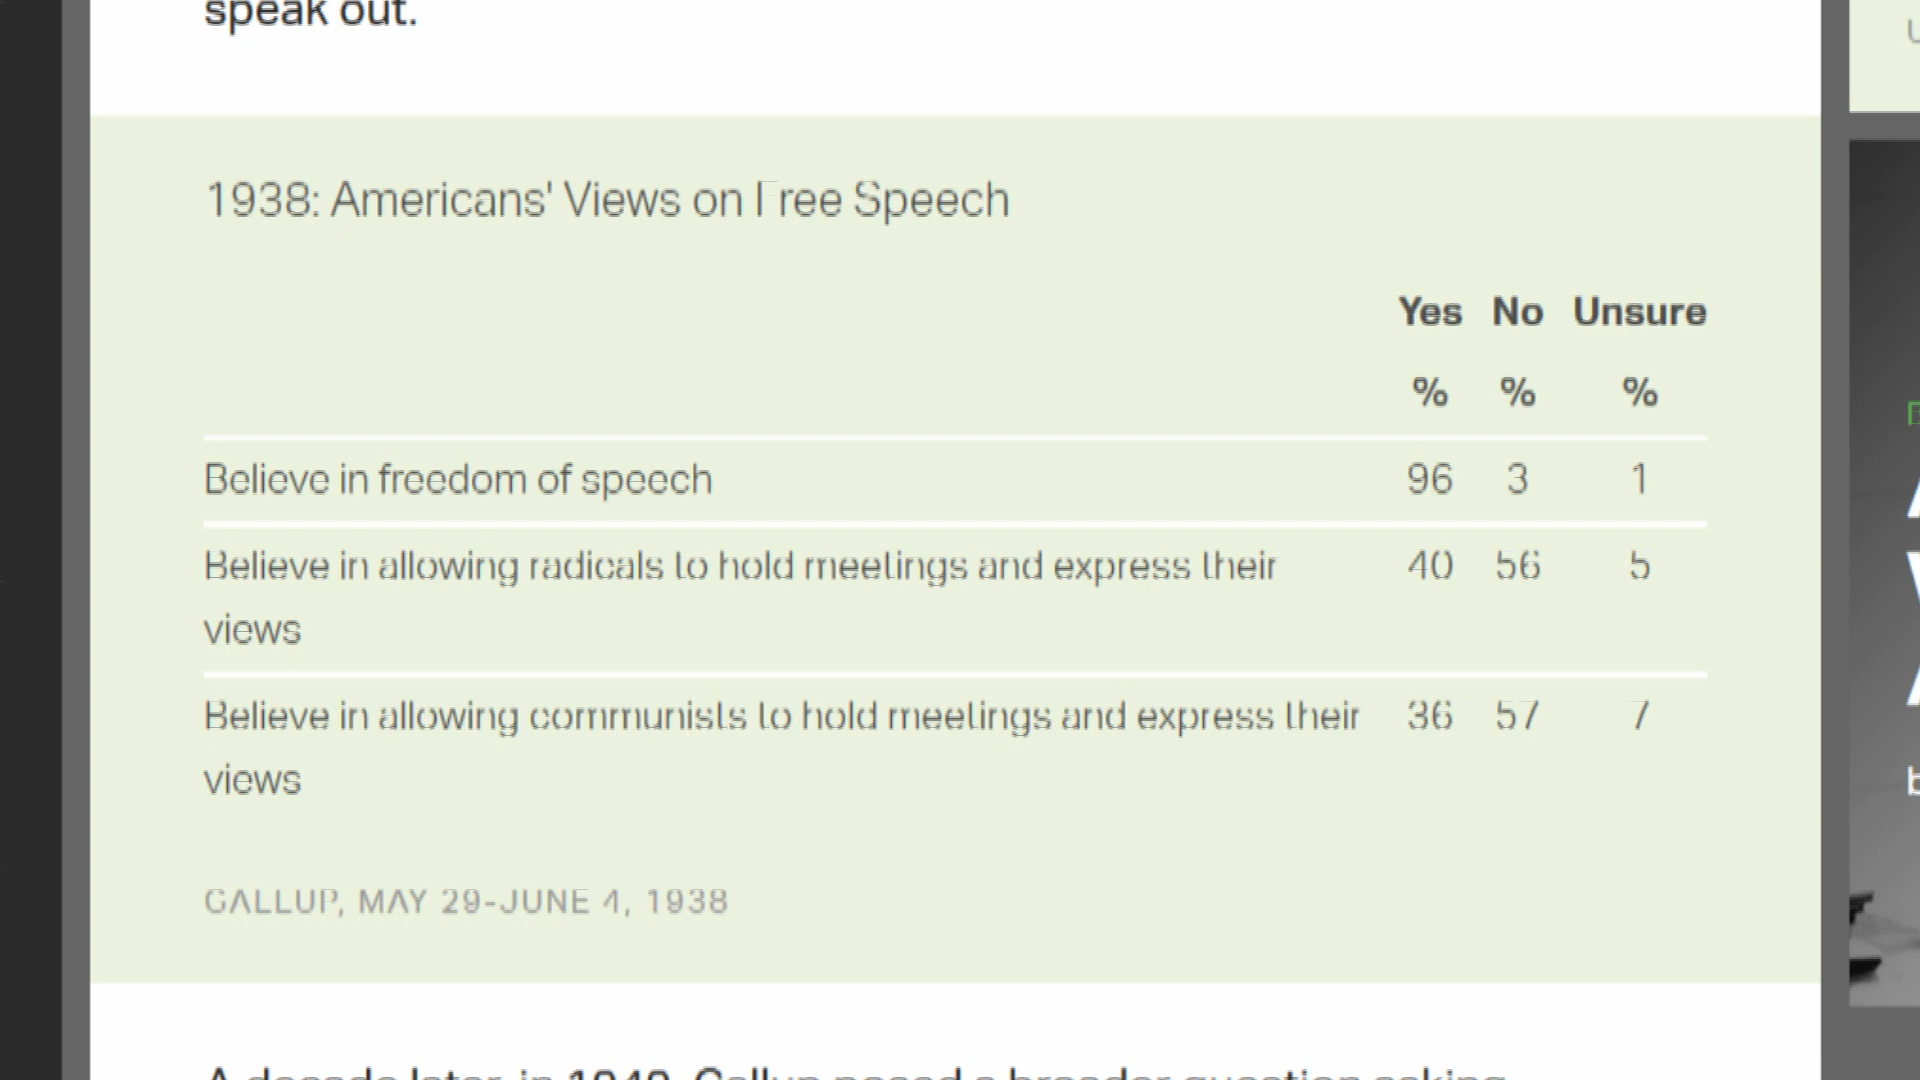 speak out.
1938: Americans' Views on Free Speech
Yes No Unsure
% % %
Believe in freedom of speech 96 3 1
Believe in allowing radicals to hold meetings and express their 40 56 5
views
Believe in allowing communists to hold meetings and express their 36 57 7
views
GALLUP, MAY 29-JUNE 4, 1938